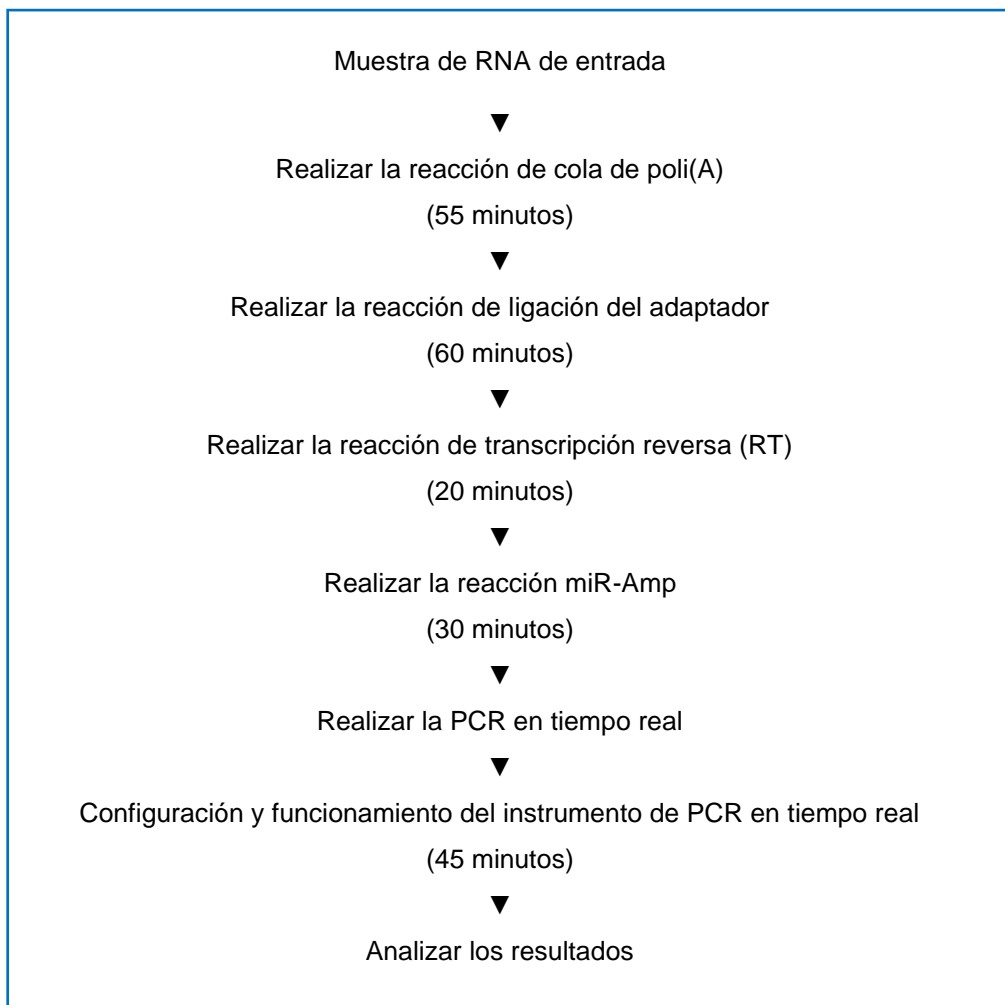 Muestra de RNA de entrada
▼
Realizar la reacción de cola de poli(A)
(55 minutos)
▼
Realizar la reacción de ligación del adaptador
(60 minutos)
▼
Realizar la reacción de transcripción reversa (RT)
(20 minutos)
▼
Realizar la reacción miR-Amp
(30 minutos)
▼
Realizar la PCR en tiempo real
▼
Configuración y funcionamiento del instrumento de PCR en tiempo real
(45 minutos)
▼
Analizar los resultados